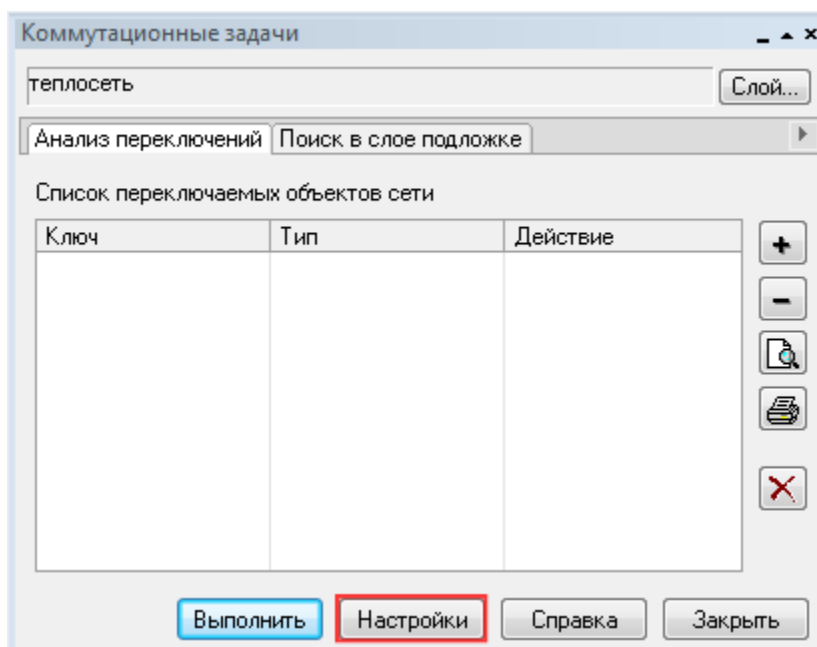 Коммутационные задачи
теплосеть Слой...
Анализ переключений Поиск в слое подложке
Список переключаемых объектов сети
Ключ Тип Действие
Выполнить Настройки Справка Закрыть